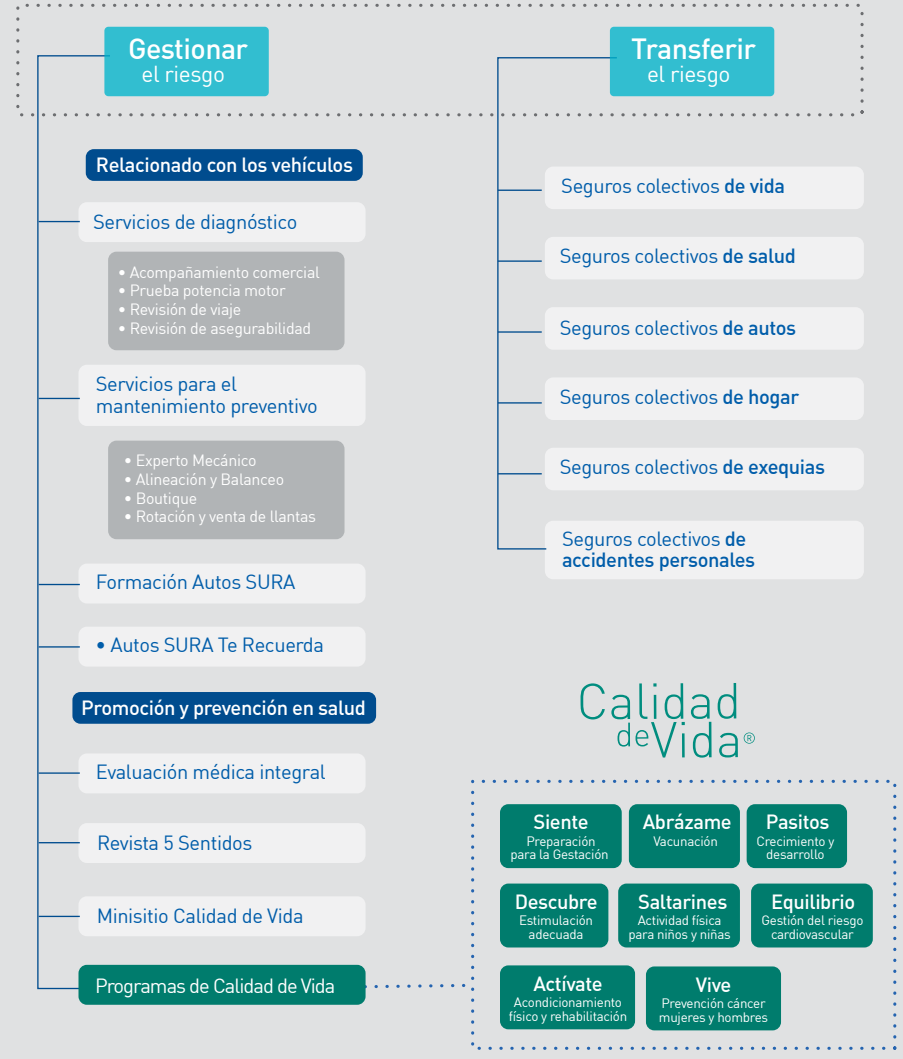 Gestionar
el riesgo
Transferir
el riesgo
Relacionado con los vehículos
Servicios de diagnóstico
• Acompañamiento comercial
• Prueba potencia motor
• Revisión de viaje
• Revisión de asegurabilidad
Servicios para el
mantenimiento preventivo
• Experto Mecánico
• Alineación y Balanceo
• Boutique
• Rotación y venta de llantas
Formación Autos SURA
• Autos SURA Te Recuerda
Promoción y prevención en salud
Evaluación médica integral
Revista 5 Sentidos
Minisitio Calidad de Vida
Programas de Calidad de Vida
Seguros colectivos de vida
Seguros colectivos de salud
Seguros colectivos de autos
Seguros colectivos de hogar
Seguros colectivos de exequias
Seguros colectivos de
accidentes personales
Calidad
deVida®
Siente
Preparación
para la Gestación
Abrázame
Vacunación
Pasitos
Crecimiento y
desarrollo
Descubre
Estimulación
adecuada
Saltarines
Actividad física
para niños y niñas
Equilibrio
Gestión del riesgo
cardiovascular
Actívate
Acondicionamiento
físico y rehabilitación
Vive
Prevención cáncer
mujeres y hombres